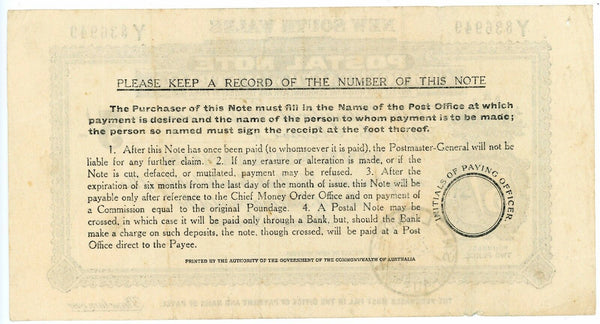 PLEASE KEEP A RECORD OF THE NUMBER OF THIS NOTE
The Purchaser of this Note must fill in the Name of the Post Office at which
payment is desired and the name of the person to whom payment is to be made;
the person so named must sign the receipt at the foot thereof.
1. After this Note has once been paid (to whomsoever it is paid), the Postmaster-General will not be
liable for any further claim. 2. If any erasure or alteration is made, or if the
Note is cut, defaced, or mutilated, payment may be refused. 3. After the
expiration of six months from the last day of the month of issue, this Note will be
payable only after reference to the Chief Money Order Office and on payment of
a Commission equal to the original Poundage. 4. A Postal Note may be
crossed, in which case it will be paid only through a Bank, but, should the Bank
make a charge on such deposits, the note, though crossed, will be paid at a Post
Office direct to the Payee.
INITIALS OF PAYING OFFICER.
PRINTED BY THE AUTHORITY OF THE GOVERNMENT OF THE COMMONWEALTH OF AUSTRALIA
NEW SOUTH WALES
Y 836949
Y 836949
POSTAL NOTE